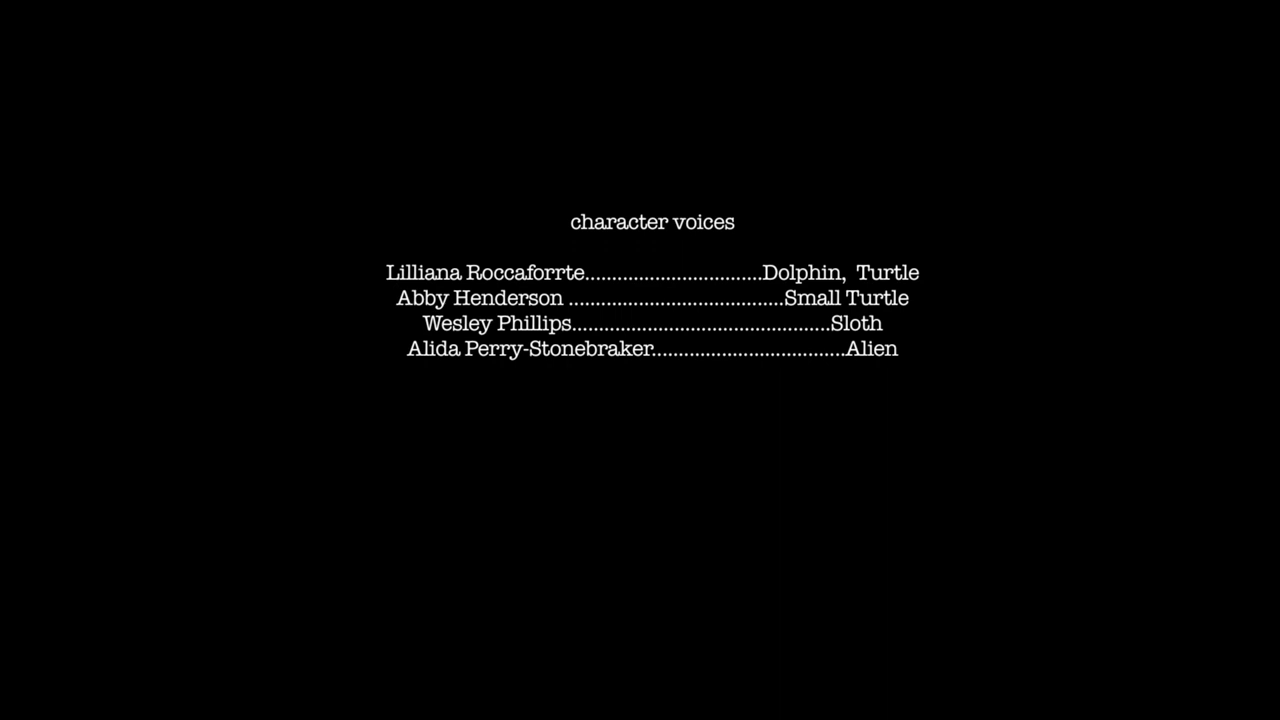 character voices
Lilliana Roccaforrte..................................Dolphin,  Turtle
Abby Henderson .........................................Small Turtle
Wesley Phillips.................................................Sloth
Alida Perry-Stonebraker.....................................Alien